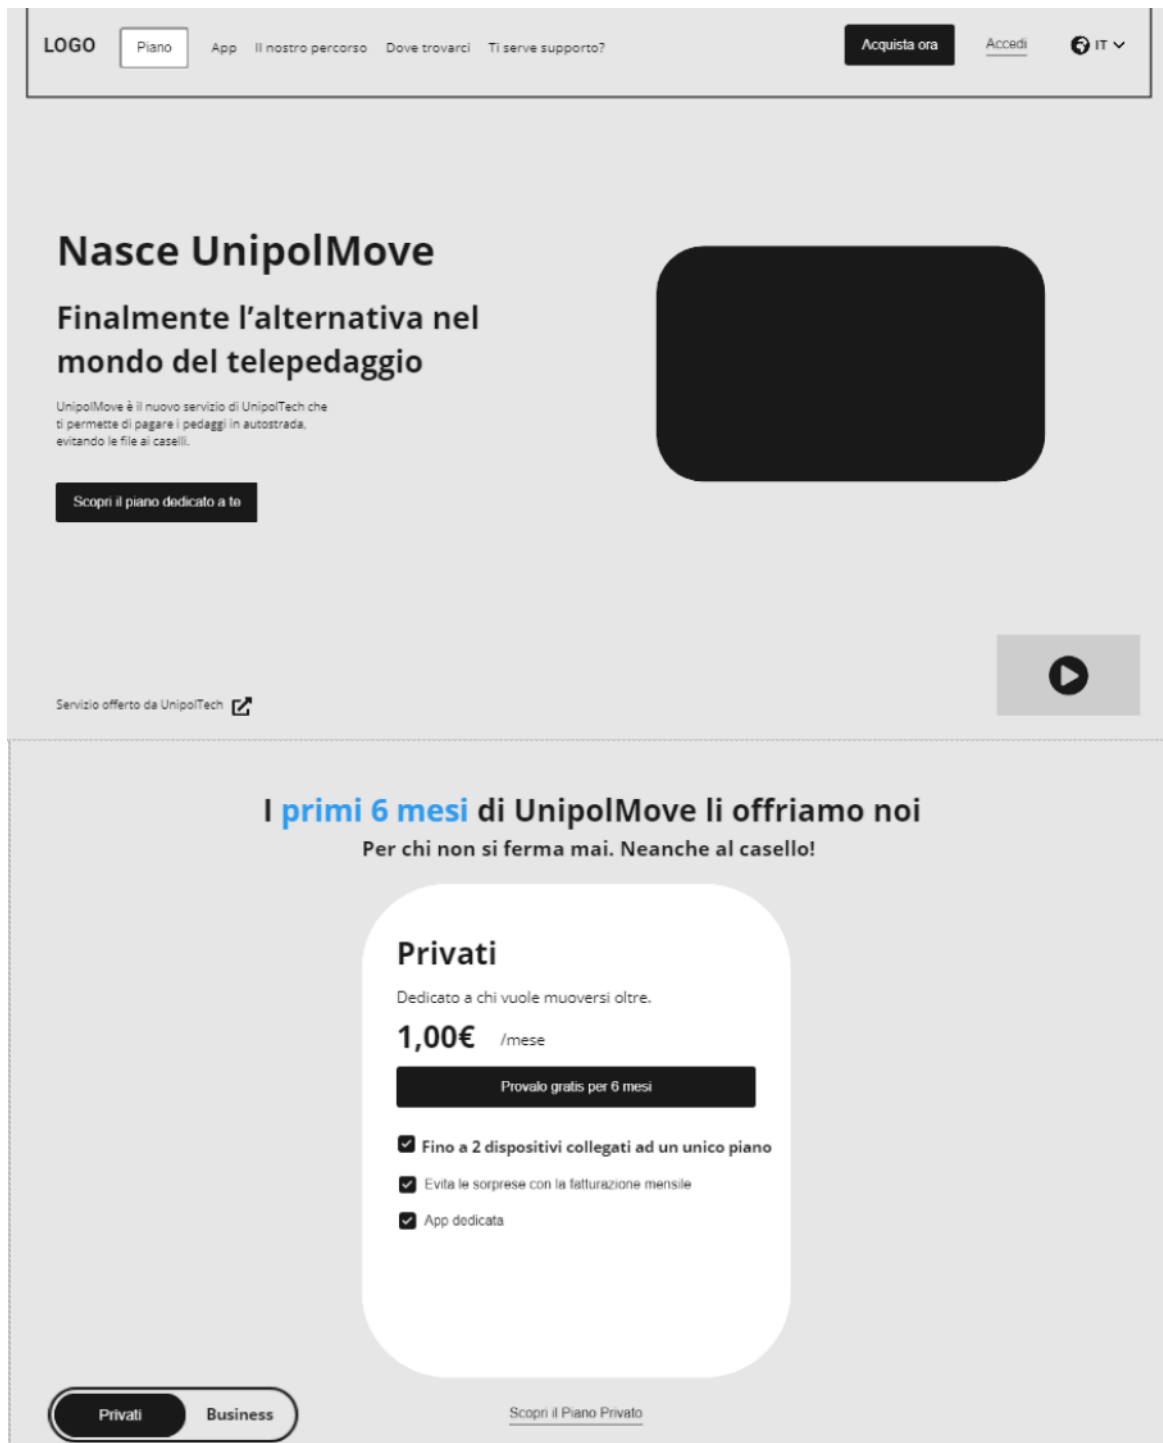 LOGO Piano App Il nostro percorso Dove trovarci Ti serve supporto? Acquista ora Accedi IT
Nasce UnipolMove
Finalmente l'alternativa nel
mondo del telepedaggio
UnipolMove è il nuovo servizio di UnipolTech che
ti permette di pagare i pedaggi in autostrada,
evitando le file ai caselli.
Scopri il piano dedicato a te
Servizio offerto da UnipolTech
I primi 6 mesi di UnipolMove li offriamo noi
Per chi non si ferma mai. Neanche al casello!
Privati
Dedicato a chi vuole muoversi oltre.
1,00€ /mese
Provalo gratis per 6 mesi
Fino a 2 dispositivi collegati ad un unico piano
Evita le sorprese con la fatturazione mensile
App dedicata
Privati Business
Scopri il Piano Privato